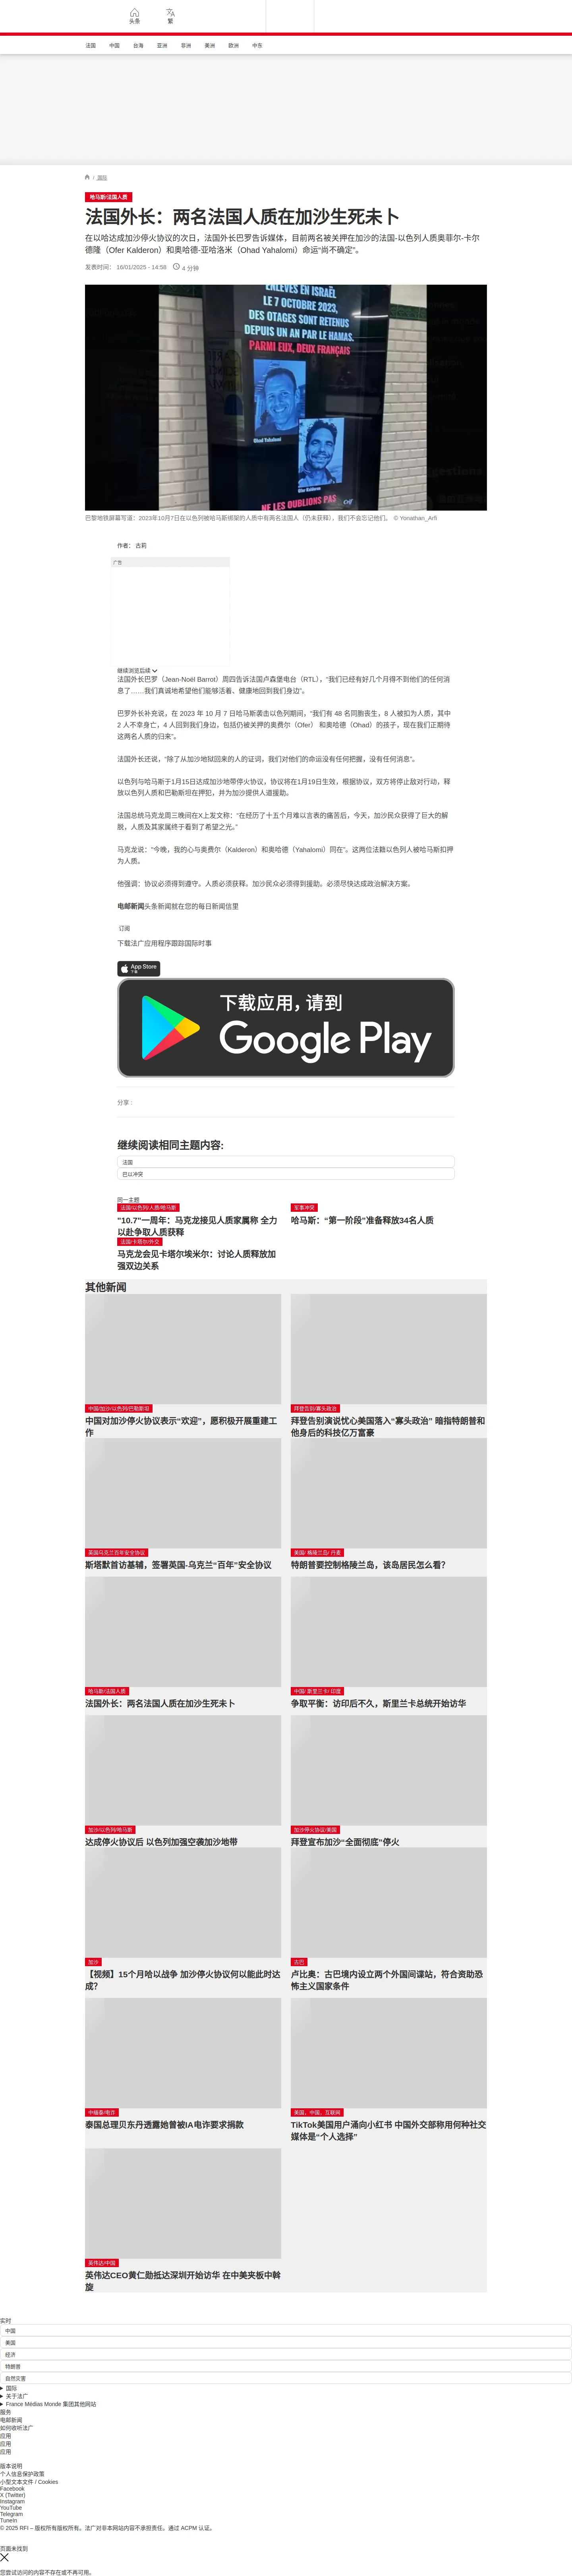 头条
繁
法国
中国
台海
亚洲
非洲
美洲
欧洲
中东
/ 国际
哈马斯/法国人质
法国外长：两名法国人质在加沙生死未卜
在以哈达成加沙停火协议的次日，法国外长巴罗告诉媒体，目前两名被关押在加沙的法国-以色列人质奥菲尔-卡尔
德隆（Ofer Kalderon）和奥哈德-亚哈洛米（Ohad Yahalomi）命运“尚不确定”。
发表时间： 16/01/2025 - 14:58
4 分钟
ENLEVÉS EN ISRAËL
LE 7 OCTOBRE 2023,
DES OTAGES SONT RETENUS
DEPUIS UN AN PAR LE HAMAS.
PARMI EUX, DEUX FRANÇAIS
Ohad Yahalomi
Ofer Kalderon
NE LES OUBLIONS PAS
Crif
巴黎地铁屏幕写道：2023年10月7日在以色列被哈马斯绑架的人质中有两名法国人（仍未获释），我们不会忘记他们。 © Yonathan_Arfi
作者： 古莉
广告
继续浏览后续
法国外长巴罗（Jean-Noël Barrot）周四告诉法国卢森堡电台（RTL），“我们已经有好几个月得不到他们的任何消
息了……我们真诚地希望他们能够活着、健康地回到我们身边”。
巴罗外长补充说，在 2023 年 10 月 7 日哈马斯袭击以色列期间，“我们有 48 名同胞丧生，8 人被扣为人质，其中
2 人不幸身亡，4 人回到我们身边，包括仍被关押的奥费尔（Ofer） 和奥哈德（Ohad）的孩子，现在我们正期待
这两名人质的归来”。
法国外长还说，“除了从加沙地狱回来的人的证词，我们对他们的命运没有任何把握，没有任何消息”。
以色列与哈马斯于1月15日达成加沙地带停火协议，协议将在1月19日生效，根据协议，双方将停止敌对行动，释
放以色列人质和巴勒斯坦在押犯，并为加沙提供人道援助。
法国总统马克龙周三晚间在X上发文称：“在经历了十五个月难以言表的痛苦后，今天，加沙民众获得了巨大的解
脱，人质及其家属终于看到了希望之光。”
马克龙说：“今晚，我的心与奥费尔（Kalderon）和奥哈德（Yahalomi）同在”。这两位法籍以色列人被哈马斯扣押
为人质。
他强调：协议必须得到遵守。人质必须获释。加沙民众必须得到援助。必须尽快达成政治解决方案。
电邮新闻头条新闻就在您的每日新闻信里
订阅
下载法广应用程序跟踪国际时事
App Store
下载
下载应用，请到
Google Play
分享 :
继续阅读相同主题内容:
法国
巴以冲突
同一主题
法国/以色列/人质/哈马斯
"10.7"一周年：马克龙接见人质家属称 全力
以赴争取人质获释
军事冲突
哈马斯：“第一阶段”准备释放34名人质
法国/卡塔尔/外交
马克龙会见卡塔尔埃米尔：讨论人质释放加
强双边关系
其他新闻
中国/加沙/以色列/巴勒斯坦
中国对加沙停火协议表示“欢迎”，愿积极开展重建工
作
拜登告别/寡头政治
拜登告别演说忧心美国落入“寡头政治” 暗指特朗普和
他身后的科技亿万富豪
英国乌克兰百年安全协议
斯塔默首访基辅，签署英国-乌克兰“百年”安全协议
美国/ 格陵兰岛/ 丹麦
特朗普要控制格陵兰岛，该岛居民怎么看？
哈马斯/法国人质
法国外长：两名法国人质在加沙生死未卜
中国/ 斯里兰卡/ 印度
争取平衡：访印后不久，斯里兰卡总统开始访华
加沙/以色列/哈马斯
达成停火协议后 以色列加强空袭加沙地带
加沙停火协议/美国
拜登宣布加沙“全面彻底”停火
加沙
【视频】15个月哈以战争 加沙停火协议何以能此时达
成？
古巴
卢比奥：古巴境内设立两个外国间谍站，符合资助恐
怖主义国家条件
中缅泰/电诈
泰国总理贝东丹透露她曾被IA电诈要求捐款
美国、中国、互联网
TikTok美国用户涌向小红书 中国外交部称用何种社交
媒体是“个人选择”
英伟达/中国
英伟达CEO黄仁勋抵达深圳开始访华 在中美夹板中斡
旋
实时
中国
美国
经济
特朗普
自然灾害
国际
关于法广
France Médias Monde 集团其他网站
服务
电邮新闻
如何收听法广
应用
应用
应用
版本说明
个人信息保护政策
小型文本文件 / Cookies
Facebook
X (Twitter)
Instagram
YouTube
Telegram
TuneIn
© 2025 RFI – 版权所有版权所有。法广对非本网站内容不承担责任。通过 ACPM 认证。
页面未找到
您尝试访问的内容不存在或不再可用。